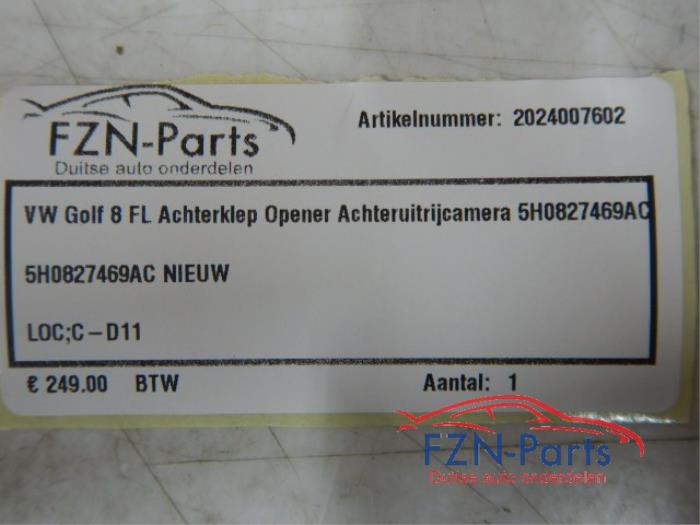 FZN-Parts
Duitse auto onderdelen
Artikelnummer: 2024007602
VW Golf 8 FL Achterklep Opener Achteruitrijcamera 5H0827469AC
5H0827469AC NIEUW
LOC;C-D11
€ 249.00 BTW Aantal: 1
FZN-Parts
Duitse auto onderdelen